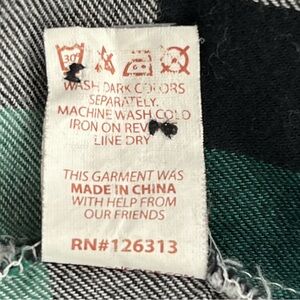 30°
WASH DARK COLORS
SEPARATELY.
MACHINE WASH COLD
IRON ON REV
LINE DRY
THIS GARMENT WAS
MADE IN CHINA
WITH HELP FROM
OUR FRIENDS
RN#126313